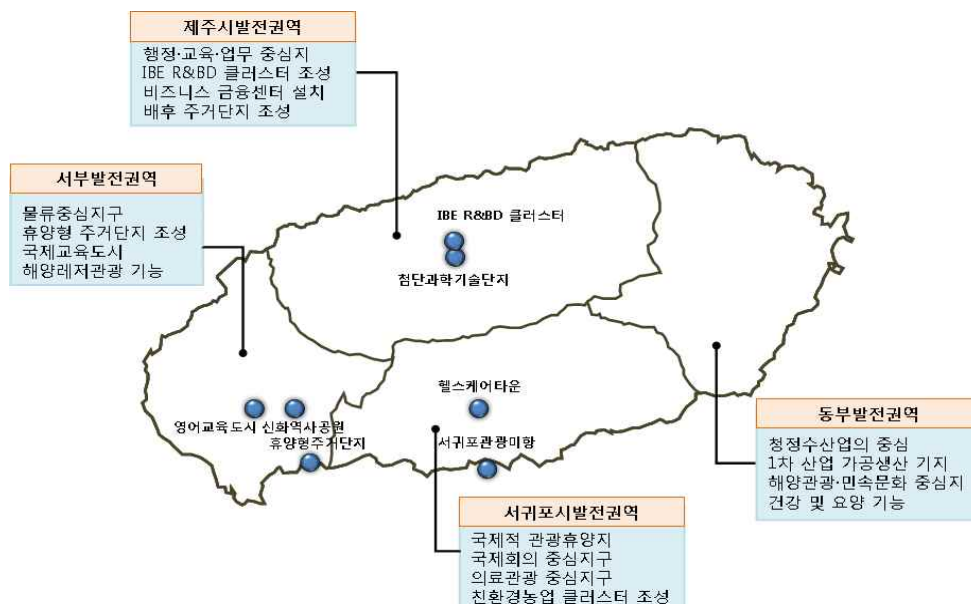 제주시발전권역
행정·교육·업무 중심지
IBE R&BD 클러스터 조성
비즈니스 금융센터 설치
배후 주거단지 조성
서부발전권역
물류중심지구
휴양형 주거단지 조성
국제교육도시
해양레저관광 기능
IBE R&BD 클러스터
첨단과학기술단지
헬스케어타운
영어교육도시 신화역사공원
휴양형주거단지
서귀포관광미항
동부발전권역
청정수산업의 중심
1차 산업 가공생산 기지
해양관광·민속문화 중심지
건강 및 요양 기능
서귀포시발전권역
국제적 관광휴양지
국제회의 중심지구
의료관광 중심지구
친환경농업 클러스터 조성